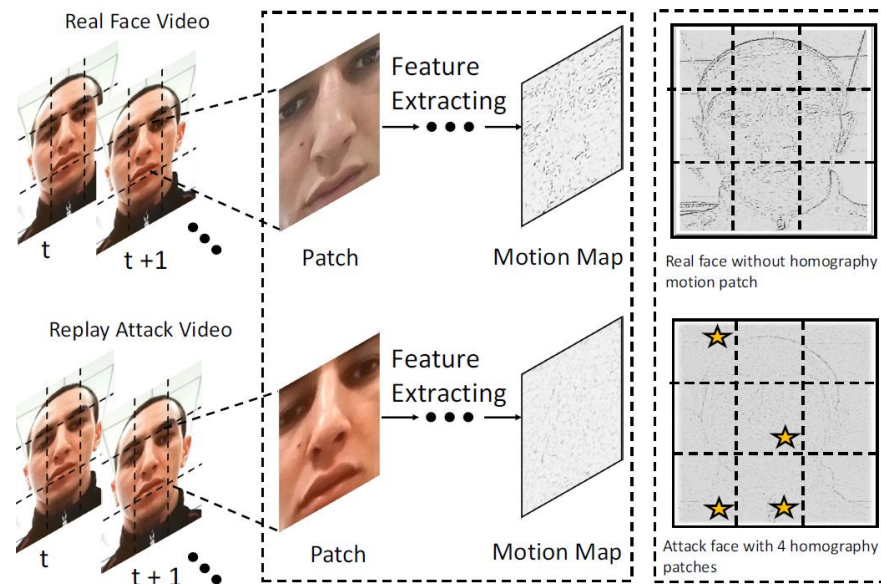 Real Face Video
Feature
Extracting
t
t +1
Patch
Motion Map
Real face without homography
motion patch
Replay Attack Video
Feature
Extracting
t
t + 1
Patch
Motion Map
Attack face with 4 homography
patches